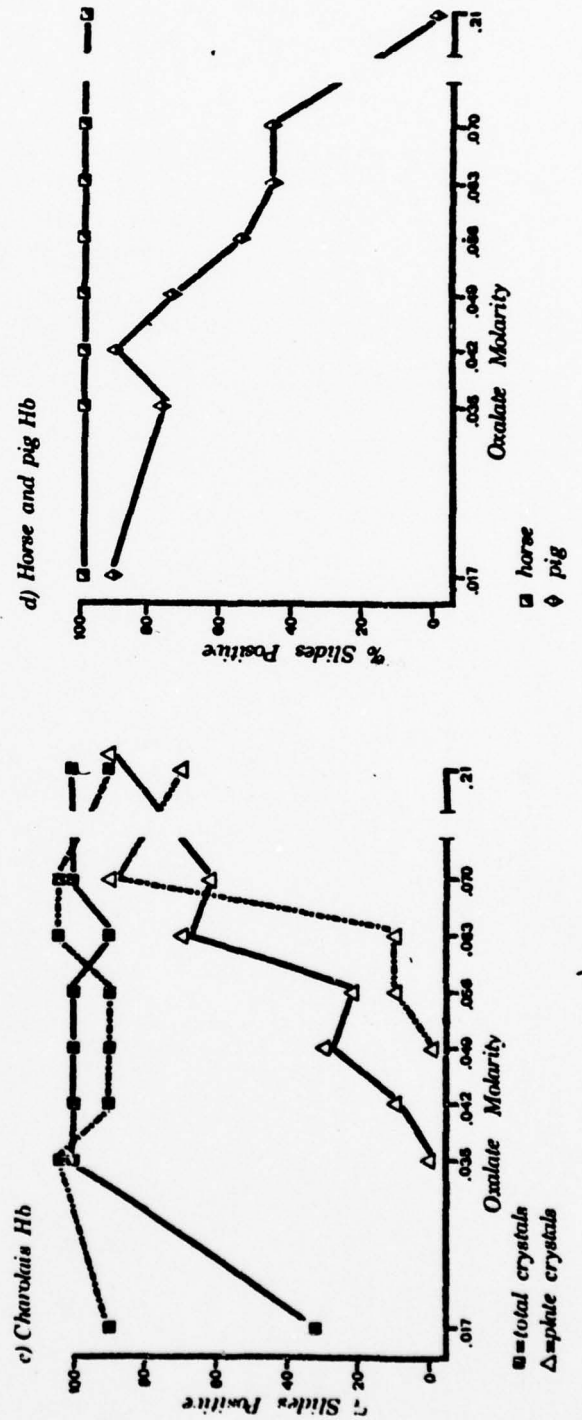 c) Charolais Hb
% Slides Positive
100
80
60
40
20
0
.017
.035
.042
.049
.056
.063
.070
.21
Oxalate Molarity
■=total crystals
△=plate crystals
d) Horse and pig Hb
% Slides Positive
100
80
60
40
20
0
.017
.035
.042
.049
.056
.063
.070
.21
Oxalate Molarity
horse
pig